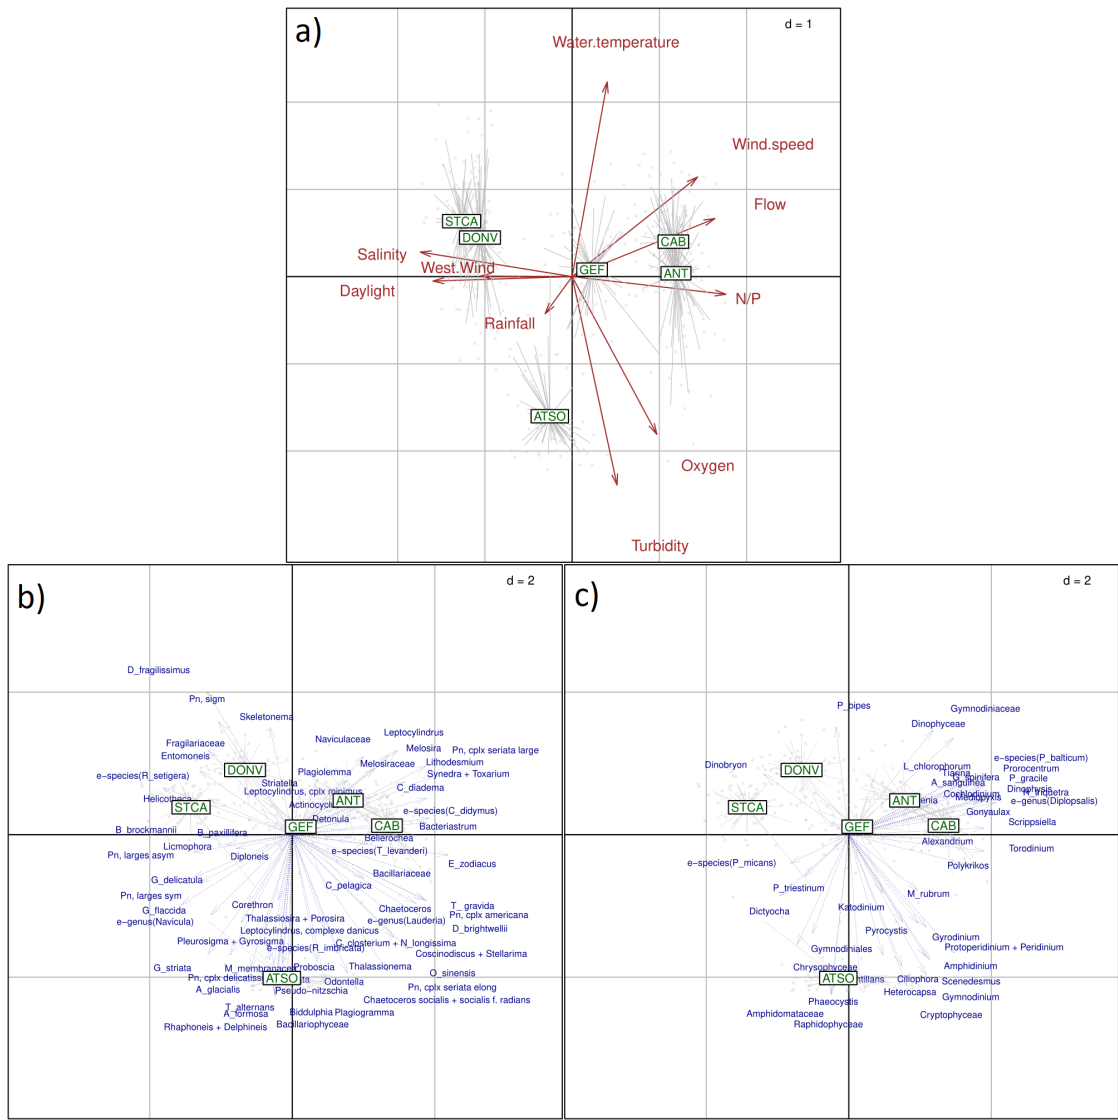 a)
d = 1
Water.temperature
Wind.speed
Flow
STCA
DONV
CAB
Salinity
West.Wind
GEF
ANT
Daylight
N/P
Rainfall
ATSO
Oxygen
Turbidity
b)
d = 2
D_fragilissimus
Pn, sigm
Skeletonema
Leptocylindrus
Fragilariaceae
Naviculaceae
Melosira
Pn, cplx seriata large
Entomoneis
Melosiraceae
Lithodesmium
DONV
Plagiolemma
Synedra + Toxarium
e-species(R_setigera)
Striatella
C_diadema
Leptocylindrus, cplx minimus
Helicotheca
ANT
STCA
e-species(C_didymus)
Detonula
GEF
CAB
Bacteriastrum
B_brockmannii
B_paxillifera
Bellerochea
Licmophora
e-species(T_levanderi)
Pn, larges asym
Diploneis
E_zodiacus
Bacillariaceae
G_delicatula
C_pelagica
Pn, larges sym
Corethron
Chaetoceros
T_gravida
G_flaccida
Pn, cplx americana
e-genus(Navicula)
Thalassiosira + Porosira
e-genus(Lauderia)
Leptocylindrus, complexe danicus
D_brightwellii
Pleurosigma + Gyrosigma
e-species(R_imbricata)
C_closterium + N_longissima
Coscinodiscus + Stellarima
G_striata
M_membranacea
Proboscia
Thalassionema
O_sinensis
ATSO
Odontella
A_glacialis
Pseudo-nitzschia
Pn, cplx seriata elong
Chaetoceros socialis + socialis f. radians
T_alternans
A_formosa
Biddulphia
Plagiogramma
Rhaphoneis + Delphineis
Bacillariophyceae
c)
d = 2
P_bipes
Gymnodiniaceae
Dinophyceae
Dinobryon
DONV
L_chlorophorum
e-species(P_balticum)
Prorocentrum
A_sanguinea
P_gracile
Dinophysis
STCA
ANT
e-genus(Diplopsalis)
Gonyaulax
GEF
CAB
Scrippsiella
Alexandrium
Torodinium
e-species(P_micans)
Polykrikos
P_triestinum
M_rubrum
Dictyocha
Katodinium
Pyrocystis
Gyrodinium
Gymnodiniales
Protoperidinium + Peridinium
Chrysophyceae
Amphidinium
ATSO
Ciliophora
Scenedesmus
Heterocapsa
Gymnodinium
Phaeocystis
Amphidomataceae
Cryptophyceae
Raphidophyceae